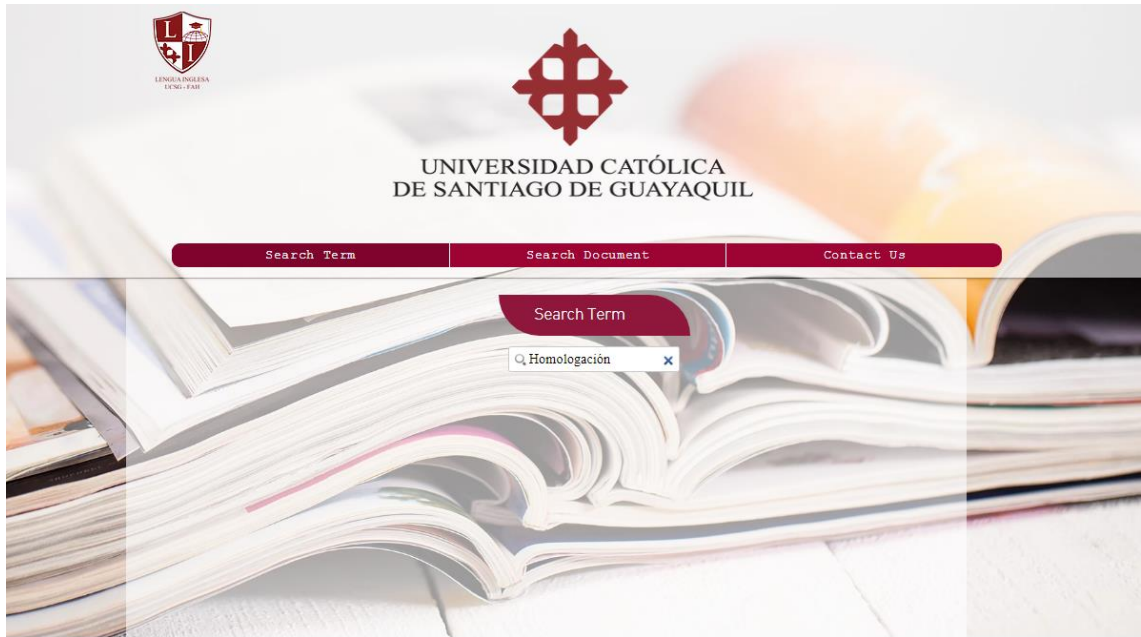 L
I
LENGUA INGLESA
UCSG - FAH
UNIVERSIDAD CATÓLICA
DE SANTIAGO DE GUAYAQUIL
Search Term
Search Document
Contact Us
Search Term
Homologación